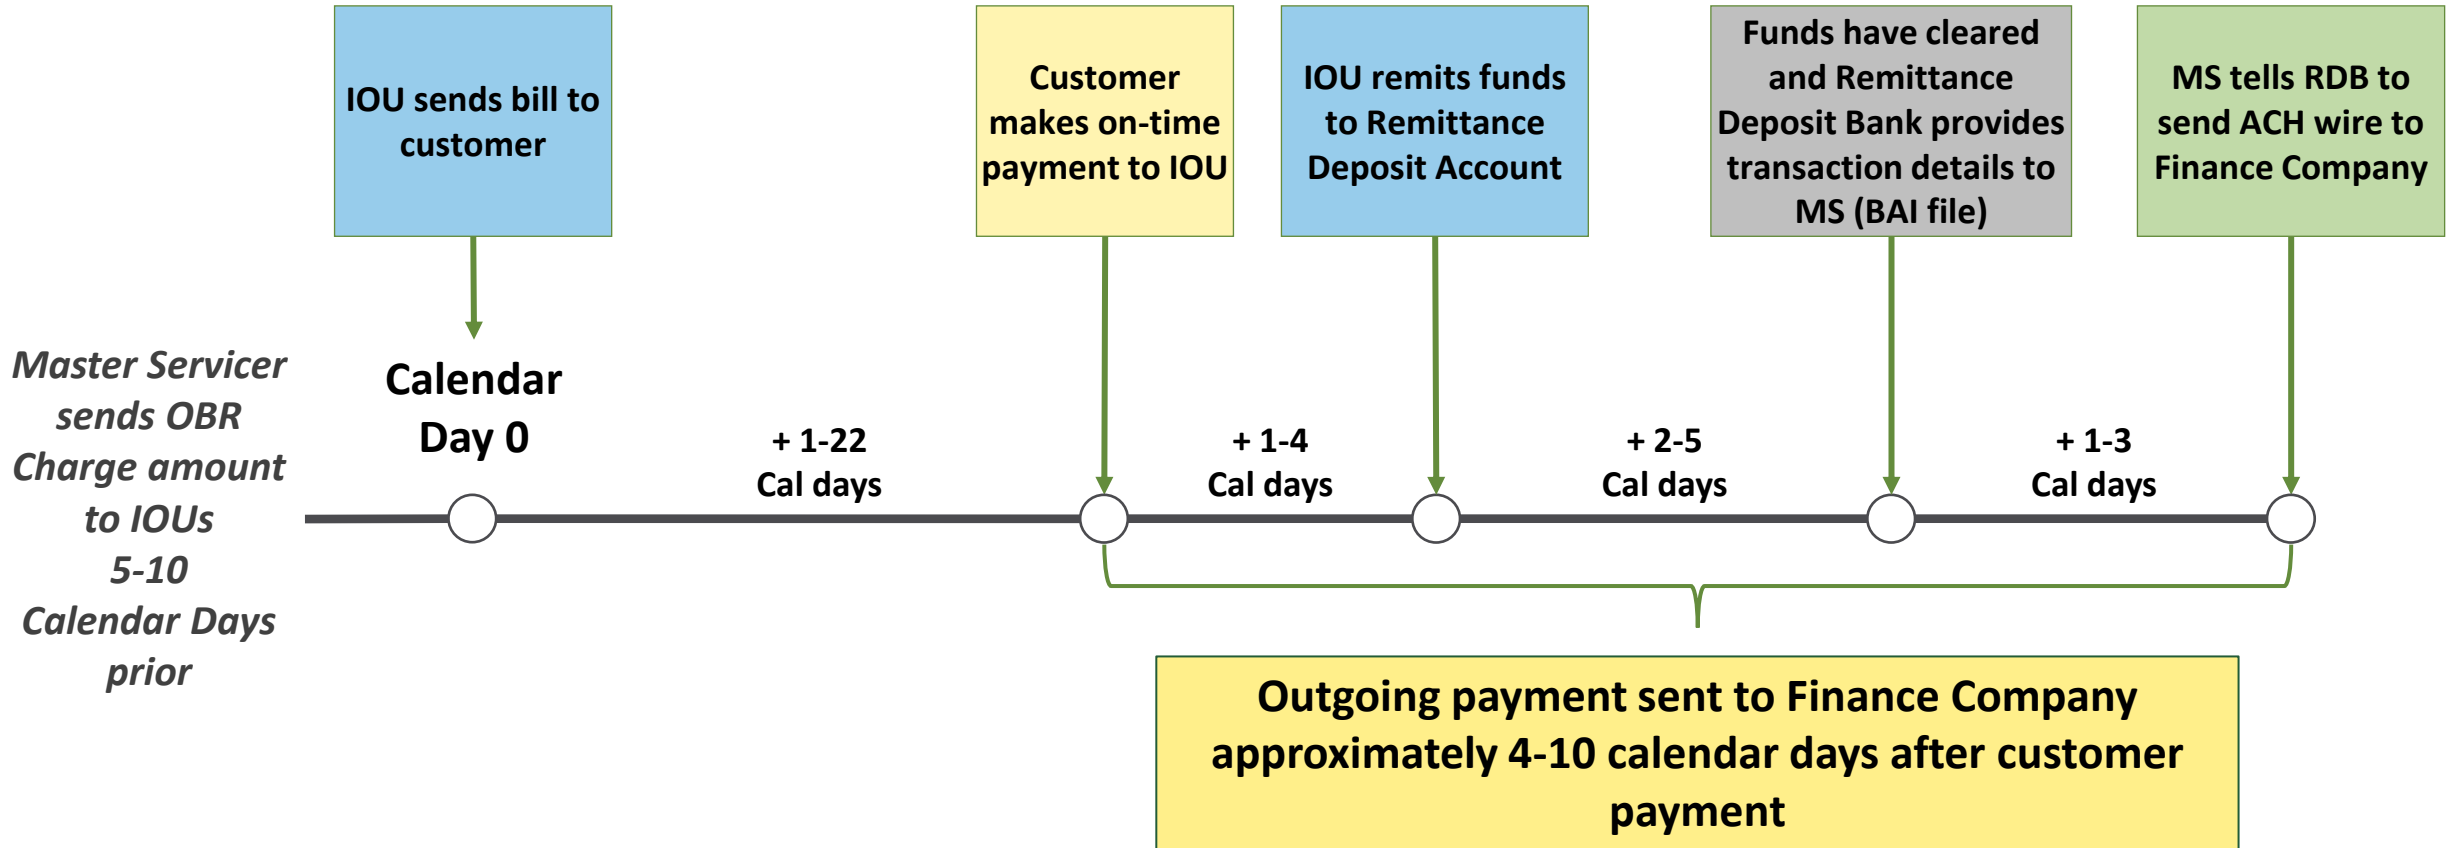 IOU sends bill to
customer
Customer
makes on-time
payment to IOU
IOU remits funds
to Remittance
Deposit Account
Funds have cleared
and Remittance
Deposit Bank provides
transaction details to
MS (BAI file)
MS tells RDB to
send ACH wire to
Finance Company
Master Servicer
sends OBR
Charge amount
to IOUs
5-10
Calendar Days
prior
Calendar
Day 0
+ 1-22
Cal days
+ 1-4
Cal days
+ 2-5
Cal days
+ 1-3
Cal days
Outgoing payment sent to Finance Company
approximately 4-10 calendar days after customer
payment